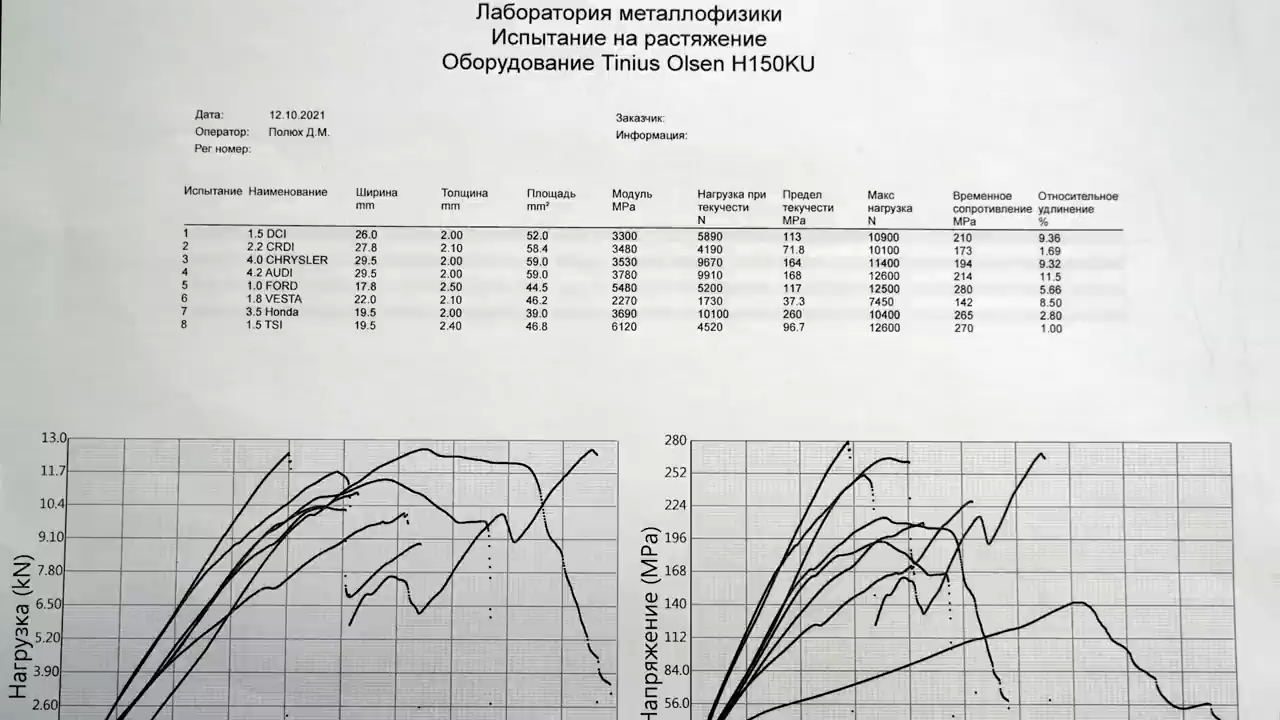 Лаборатория металлофизики
Испытание на растяжение
Оборудование Tinius Olsen H150KU
Дата: 12.10.2021
Оператор: Полюх Д.М.
Рег номер:
Заказчик:
Информация:
Испытание Наименование Ширина Толщина Площадь Модуль Нагрузка при Предел Макс Временное Относительное
mm mm mm² MPa текучести текучести нагрузка сопротивление удлинение
N MPa N MPa %
1 1.5 DCI 26.0 2.00 52.0 3300 5890 113 10900 210 9.36
2 2.2 CRDI 27.8 2.10 58.4 3480 4190 71.8 10100 173 1.69
3 4.0 CHRYSLER 29.5 2.00 59.0 3530 9670 164 11400 194 9.32
4 4.2 AUDI 29.5 2.00 59.0 3780 9910 168 12600 214 11.5
5 1.0 FORD 17.8 2.50 44.5 5480 5200 117 12500 280 5.66
6 1.8 VESTA 22.0 2.10 46.2 2270 1730 37.3 7450 142 8.50
7 3.5 Honda 19.5 2.00 39.0 3690 10100 260 10400 265 2.80
8 1.5 TSI 19.5 2.40 46.8 6120 4520 96.7 12600 270 1.00
Нагрузка (kN)
13.0
11.7
10.4
9.10
7.80
6.50
5.20
3.90
2.60
Напряжение (MPa)
280
252
224
196
168
140
112
84.0
56.0